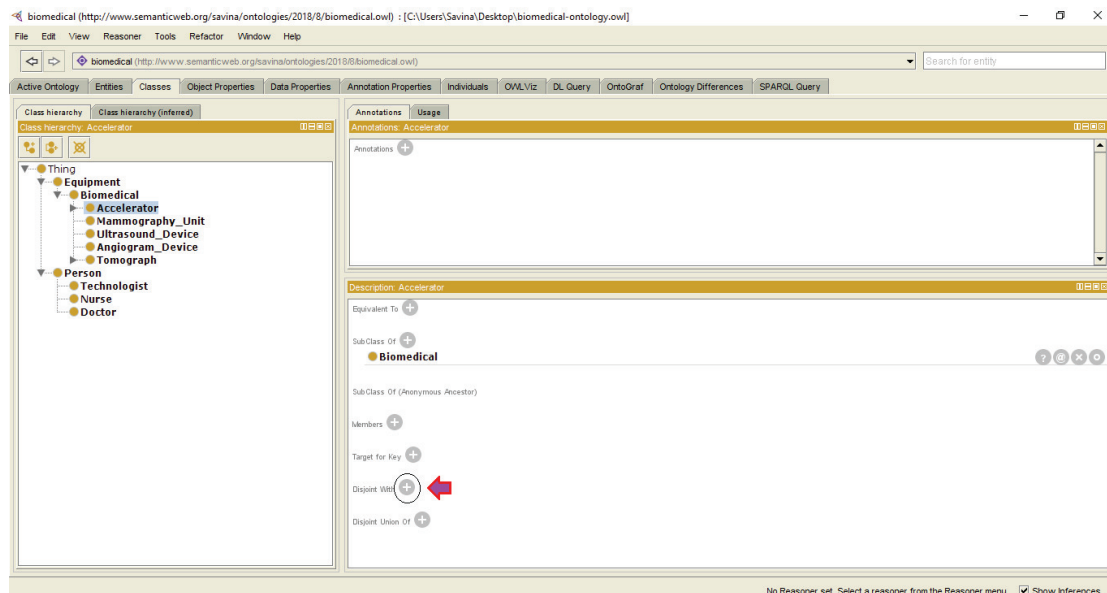 biomedical (http://www.semanticweb.org/savina/ontologies/2018/8/biomedical.owl) : [C:\Users\Savina\Desktop\biomedical-ontology.owl]
File Edit View Reasoner Tools Refactor Window Help
biomedical (http://www.semanticweb.org/savina/ontologies/2018/8/biomedical.owl)
Search for entity
Active Ontology Entities Classes Object Properties Data Properties Annotation Properties Individuals OWLViz DL Query OntoGraf Ontology Differences SPARQL Query
Class hierarchy Class hierarchy (inferred)
Class hierarchy: Accelerator
Thing
Equipment
Biomedical
Accelerator
Mammography_Unit
Ultrasound_Device
Angiogram_Device
Tomograph
Person
Technologist
Nurse
Doctor
Annotations Usage
Annotations: Accelerator
Annotations
Description: Accelerator
Equivalent To
SubClass Of
Biomedical
SubClass Of (Anonymous Ancestor)
Members
Target for Key
Disjoint With
Disjoint Union Of
No Reasoner set. Select a reasoner from the Reasoner menu Show Inferences